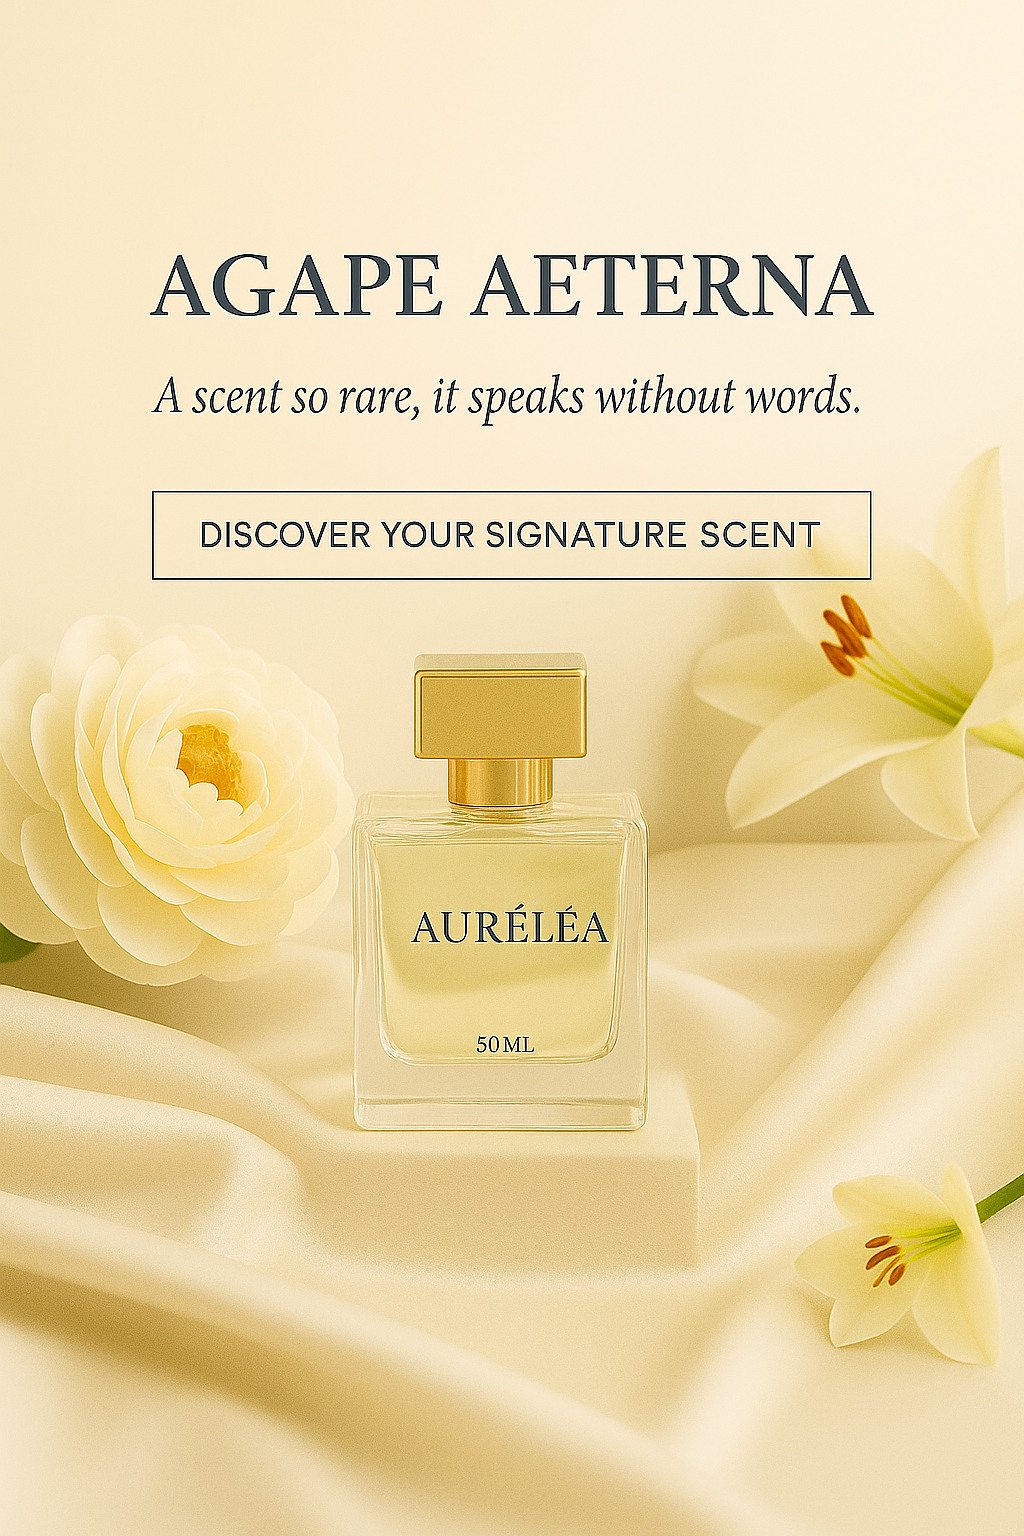 AGAPE AETERNA
A scent so rare, it speaks without words.
DISCOVER YOUR SIGNATURE SCENT
AURÉLÉA
50 ML